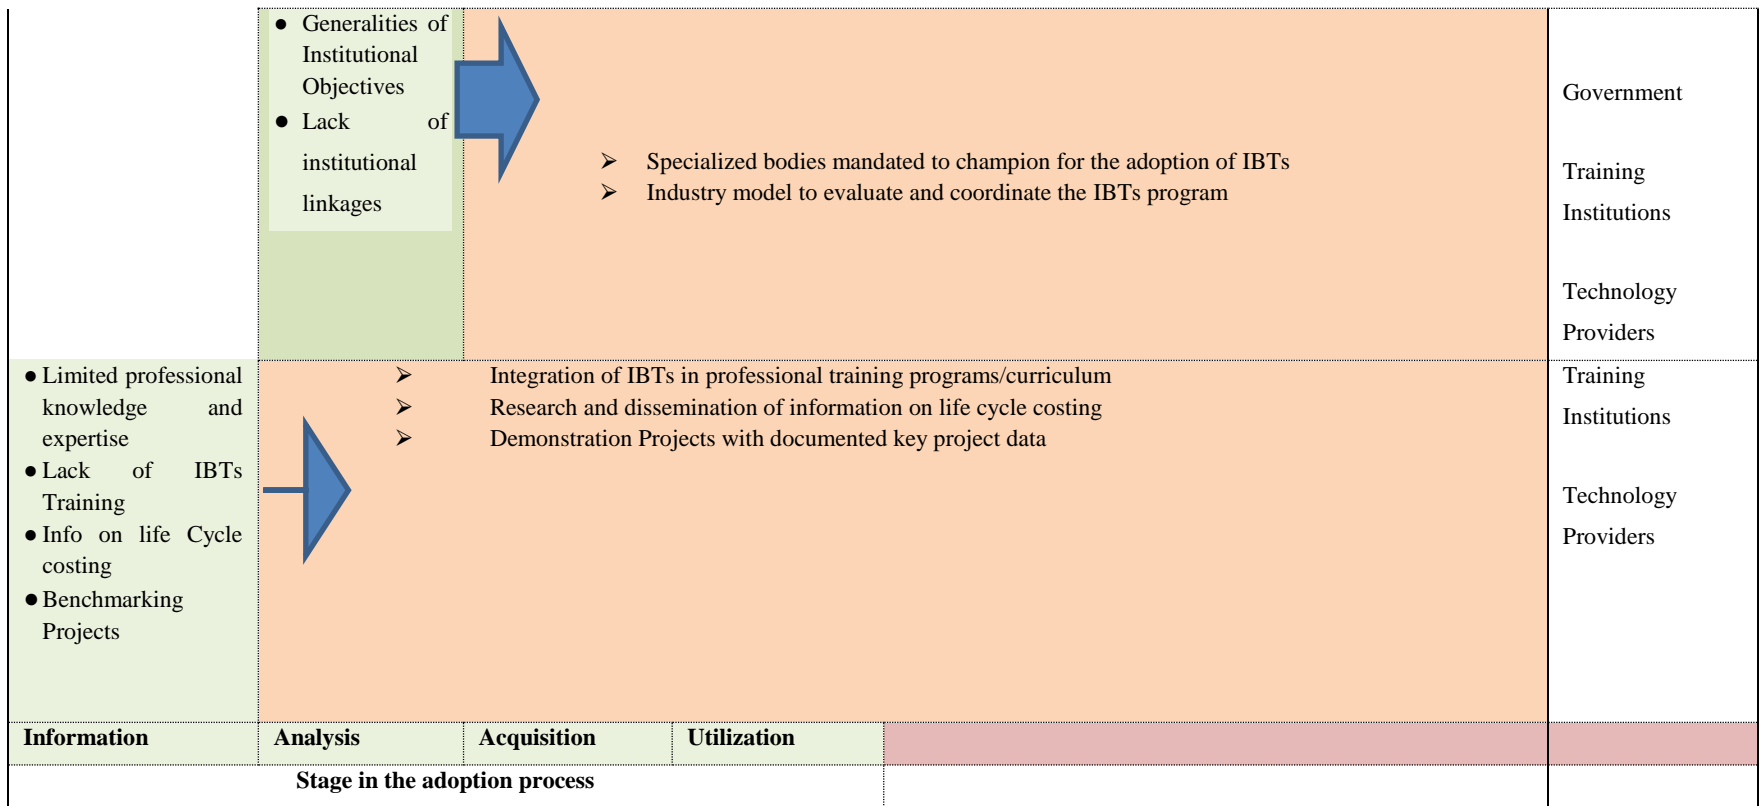 ● Generalities of
Institutional
Objectives
● Lack of
institutional
linkages
➢ Specialized bodies mandated to champion for the adoption of IBTs
➢ Industry model to evaluate and coordinate the IBTs program
Government
Training
Institutions
Technology
Providers
● Limited professional
knowledge and
expertise
● Lack of IBTs
Training
● Info on life Cycle
costing
● Benchmarking
Projects
➢ Integration of IBTs in professional training programs/curriculum
➢ Research and dissemination of information on life cycle costing
➢ Demonstration Projects with documented key project data
Training
Institutions
Technology
Providers
Information Analysis Acquisition Utilization
Stage in the adoption process